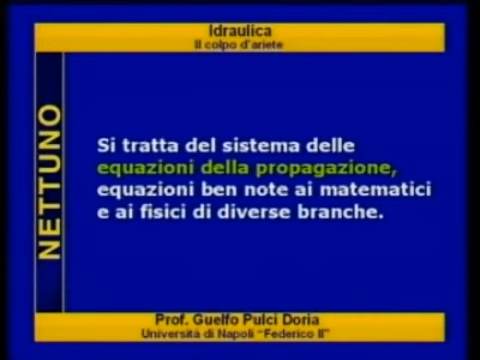 Idraulica
Il colpo d'ariete
NETTUNO
Si tratta del sistema delle
equazioni della propagazione,
equazioni ben note ai matematici
e ai fisici di diverse branche.
Prof. Guelfo Pulci Doria
Università di Napoli "Federico II"